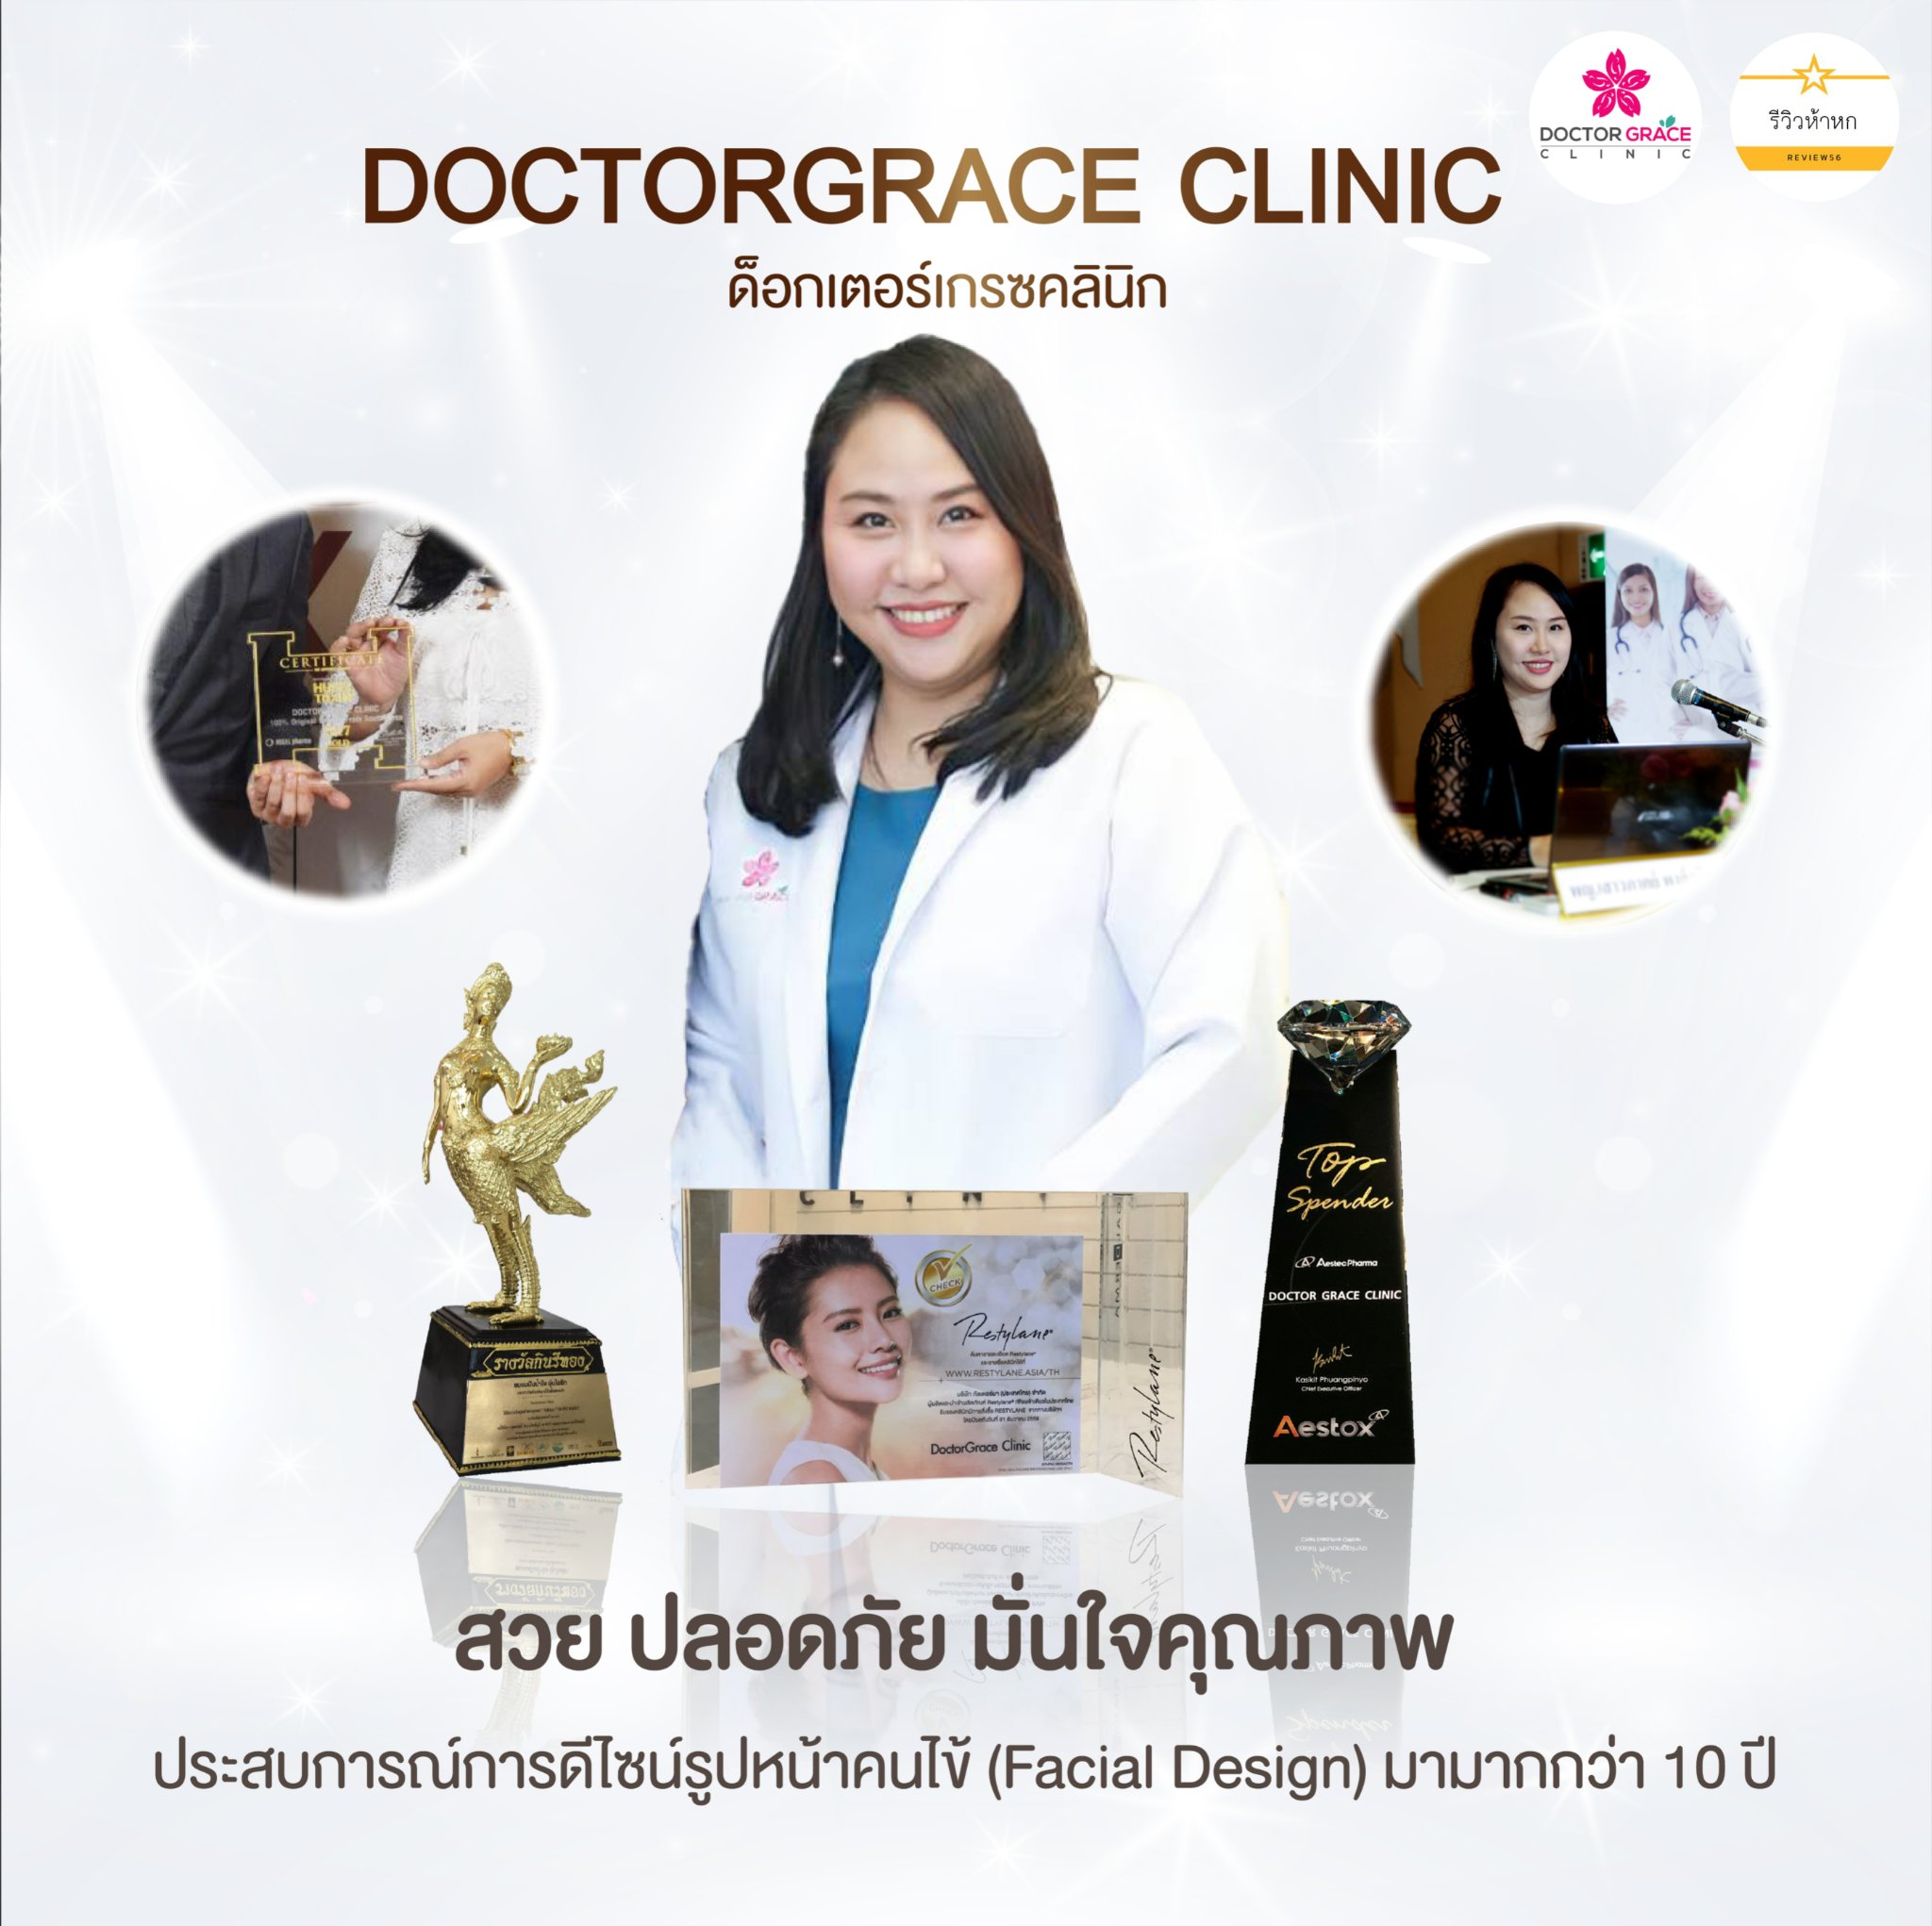 DOCTOR GRACE
CLINIC
รีวิวห้าหก
REVIEW56
DOCTORGRACE CLINIC
ด็อกเตอร์เกรซคลินิก
CERTIFICATE
รางวัลกินรีทอง
CHECK
Restylane
WWW.RESTYLANE.ASIA/TH
DoctorGrace Clinic
Restylane
Top
Spender
Aestec Pharma
DOCTOR GRACE CLINIC
Kaskit Phuangpinyo
Chief Executive Officer
Aestox
สวย ปลอดภัย มั่นใจคุณภาพ
ประสบการณ์การดีไซน์รูปหน้าคนไข้ (Facial Design) มามากกว่า 10 ปี